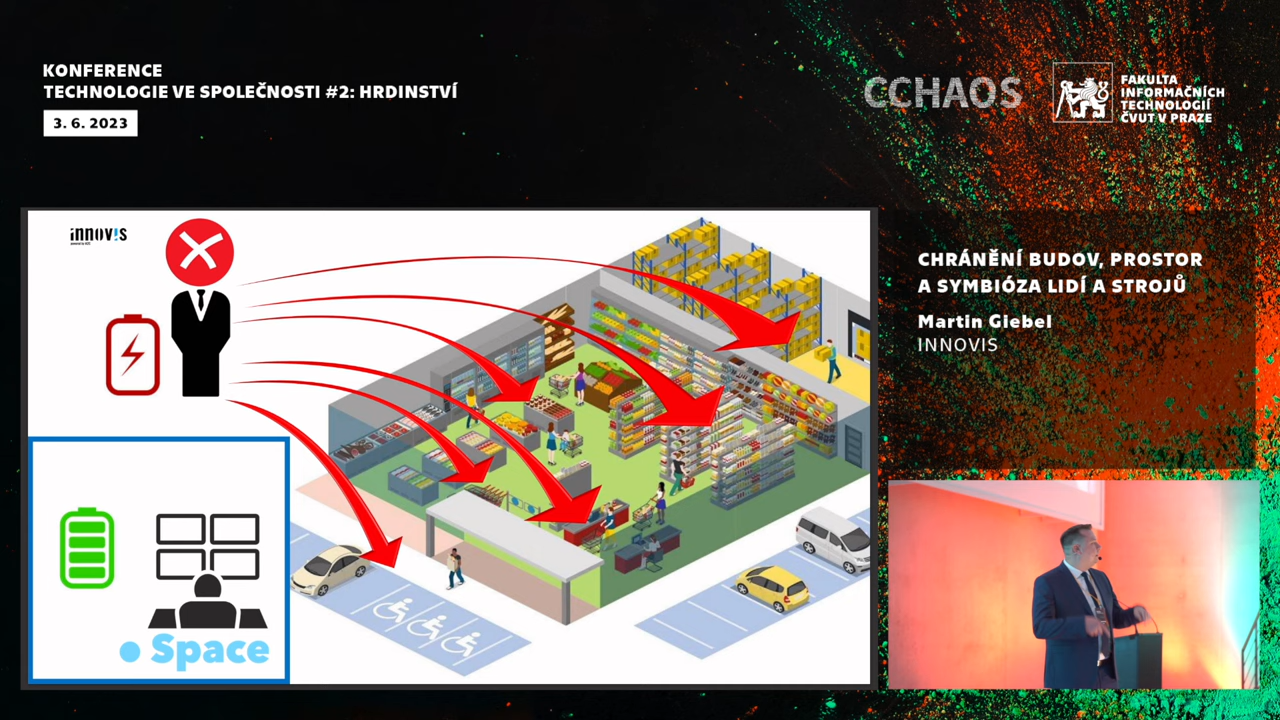 KONFERENCE
TECHNOLOGIE VE SPOLEČNOSTI #2: HRDINSTVÍ
3. 6. 2023
CCHAOS
FAKULTA
INFORMAČNÍCH
TECHNOLOGIÍ
ČVUT V PRAZE
innovis
Space
CHRÁNĚNÍ BUDOV, PROSTOR
A SYMBIÓZA LIDÍ A STROJŮ
Martin Giebel
INNOVIS